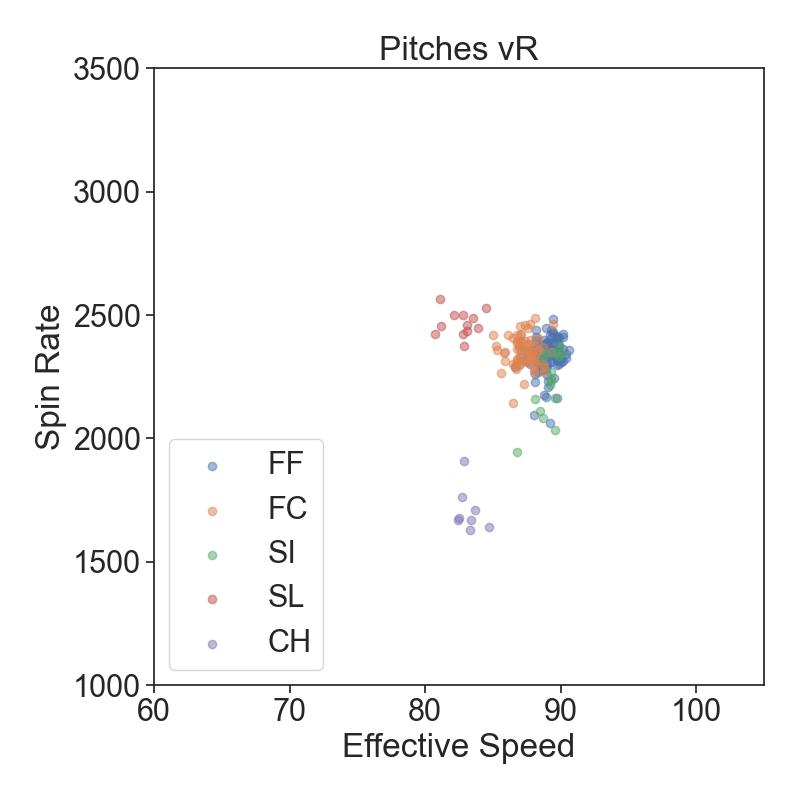 Pitches vR
3500
3000
2500
2000
1500
1000
Spin Rate
FF
FC
SI
SL
CH
60 70 80 90 100
Effective Speed